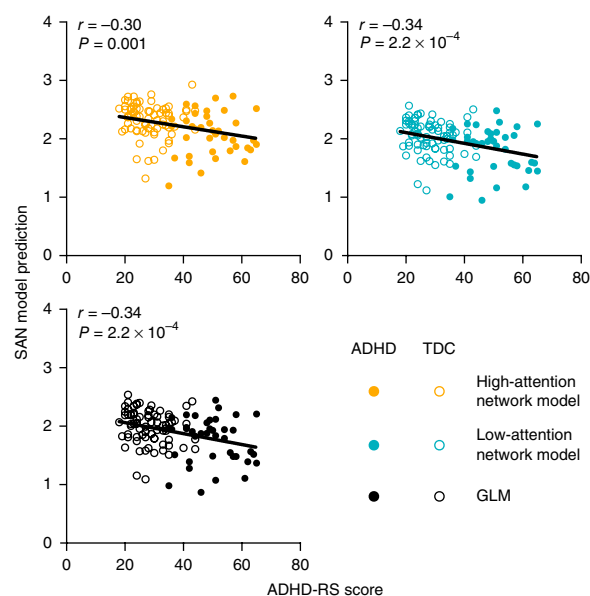 4
3
2
1
0
0
20
40
60
80
r = –0.30
P = 0.001
4
3
2
1
0
0
20
40
60
80
r = –0.34
P = 2.2 × 10⁻⁴
SAN model prediction
4
3
2
1
0
0
20
40
60
80
r = –0.34
P = 2.2 × 10⁻⁴
ADHD-RS score
ADHD TDC
High-attention
network model
Low-attention
network model
GLM